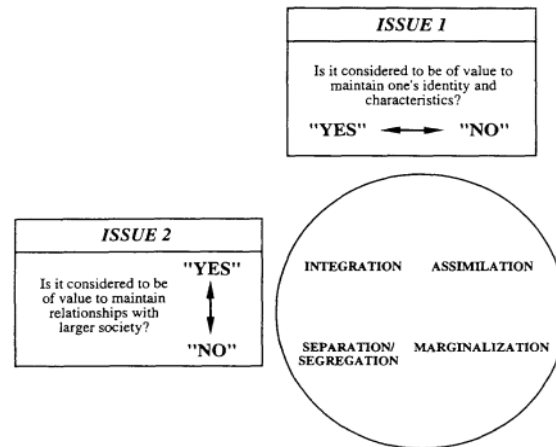 ISSUE 1
Is it considered to be of value to
maintain one's identity and
characteristics?
"YES" "NO"
ISSUE 2
Is it considered to be
of value to maintain
relationships with
larger society?
"YES"
"NO"
INTEGRATION ASSIMILATION
SEPARATION/
SEGREGATION
MARGINALIZATION